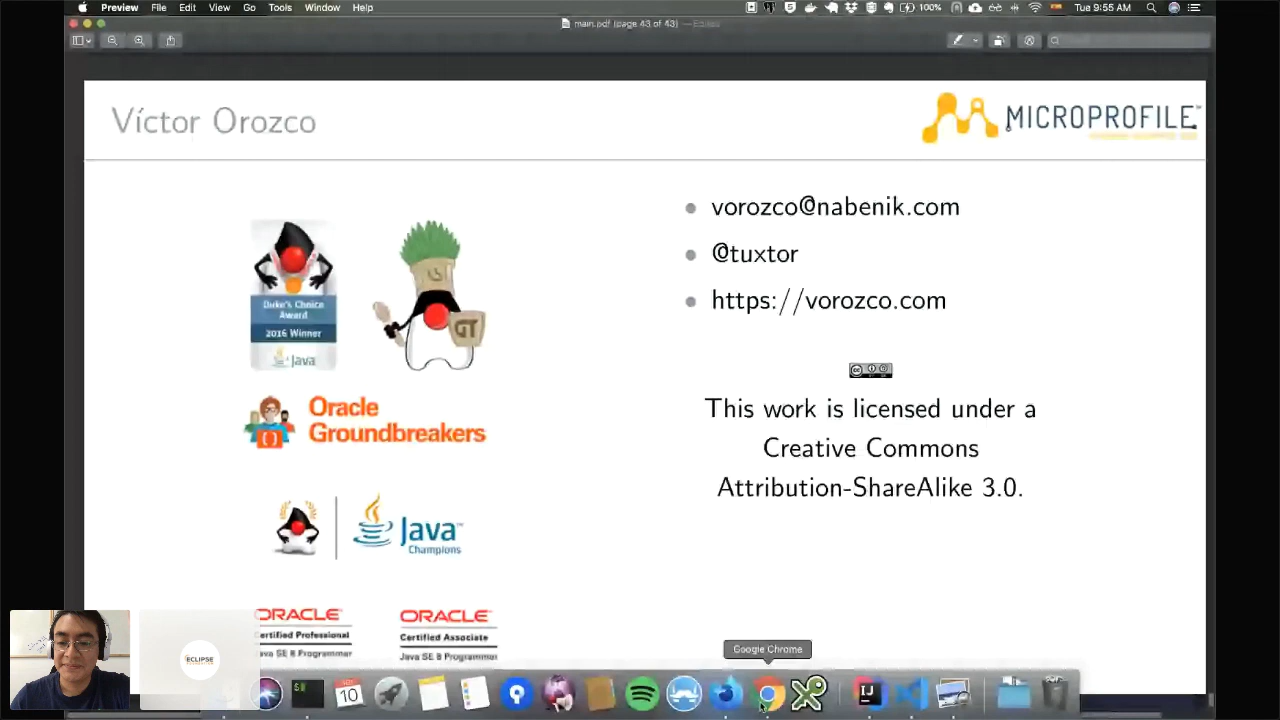 Preview File Edit View Go Tools Window Help
100%
Tue 9:55 AM
main.pdf (page 43 of 43)
Víctor Orozco
MICROPROFILE™
vorozco@nabenik.com
@tuxtor
https://vorozco.com
Duke's Choice
Award
2016 Winner
Java
GT
Oracle
Groundbreakers
Java™
Champions
This work is licensed under a
Creative Commons
Attribution-ShareAlike 3.0.
ORACLE
Certified Professional
Java SE 8 Programmer
ORACLE
Certified Associate
Java SE 8 Programmer
ECLIPSE
Google Chrome
10
IJ